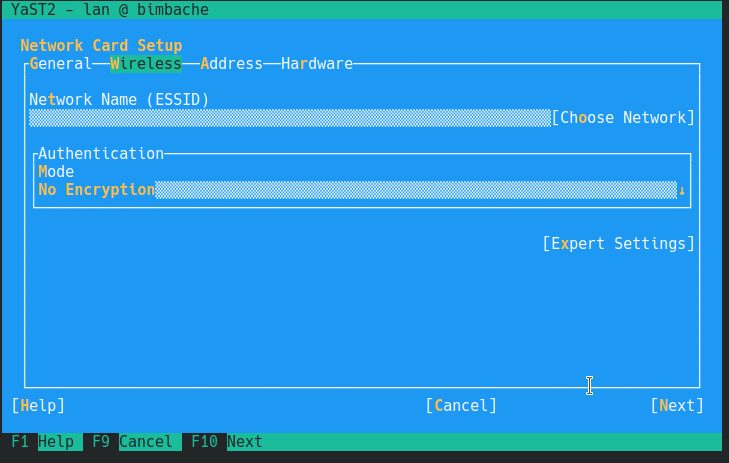 YaST2 - lan @ bimbache
Network Card Setup
General Wireless Address Hardware
Network Name (ESSID)
[Choose Network]
Authentication
Mode
No Encryption↓
[Expert Settings]
[Help] [Cancel] [Next]
F1 Help F9 Cancel F10 Next